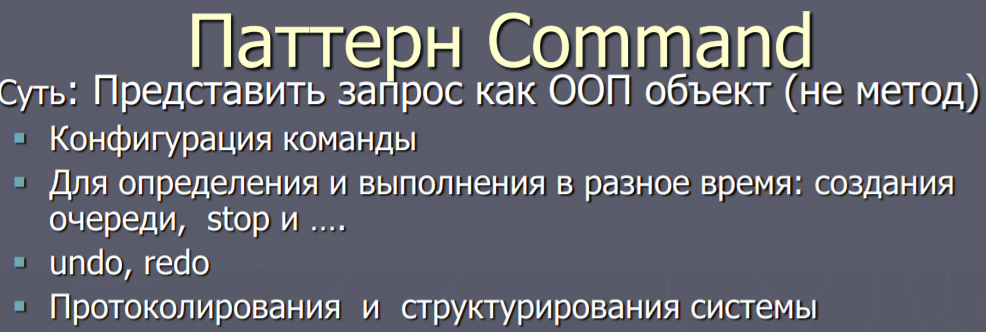 Паттерн Command
Суть: Представить запрос как ООП объект (не метод)
Конфигурация команды
Для определения и выполнения в разное время: создания
очереди, stop и ….
undo, redo
Протоколирования и структурирования системы